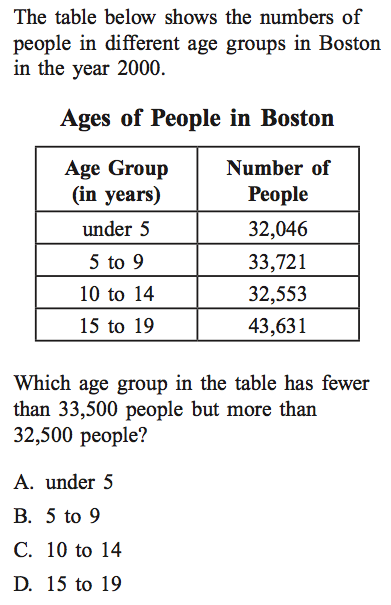 The table below shows the numbers of
people in different age groups in Boston
in the year 2000.
Ages of People in Boston
Age Group
(in years)
Number of
People
under 5 32,046
5 to 9 33,721
10 to 14 32,553
15 to 19 43,631
Which age group in the table has fewer
than 33,500 people but more than
32,500 people?
A. under 5
B. 5 to 9
C. 10 to 14
D. 15 to 19